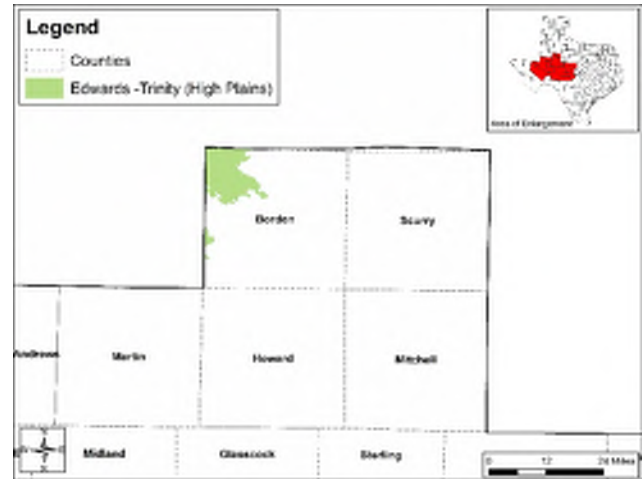 Legend
Counties
Edwards -Trinity (High Plains)
Area of Enlargement
Borden
Scurry
Andrews
Martin
Howard
Mitchell
Midland
Glasscock
Sterling
0 12 24 Miles